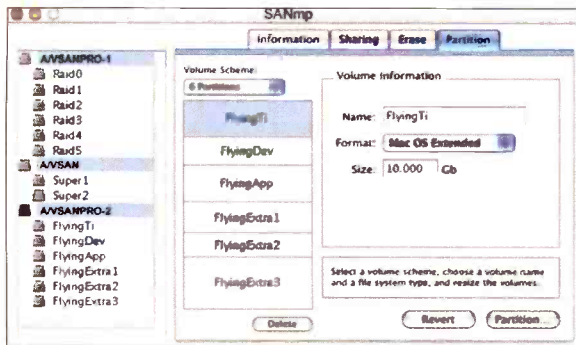 SANmp
Information Sharing Erase Partition
A/VSANPRO-1
Raid0
Raid1
Raid2
Raid3
Raid4
Raid5
A/VSAN
Super1
Super2
A/VSANPRO-2
FlyingTi
FlyingDev
FlyingApp
FlyingExtra1
FlyingExtra2
FlyingExtra3
Volume Scheme:
6 Partitions
FlyingTi
FlyingDev
FlyingApp
FlyingExtra1
FlyingExtra2
FlyingExtra3
Delete
Volume Information
Name: FlyingTi
Format: Mac OS Extended
Size: 10.000 Gb
Select a volume scheme, choose a volume name
and a file system type, and resize the volumes.
Revert Partition...